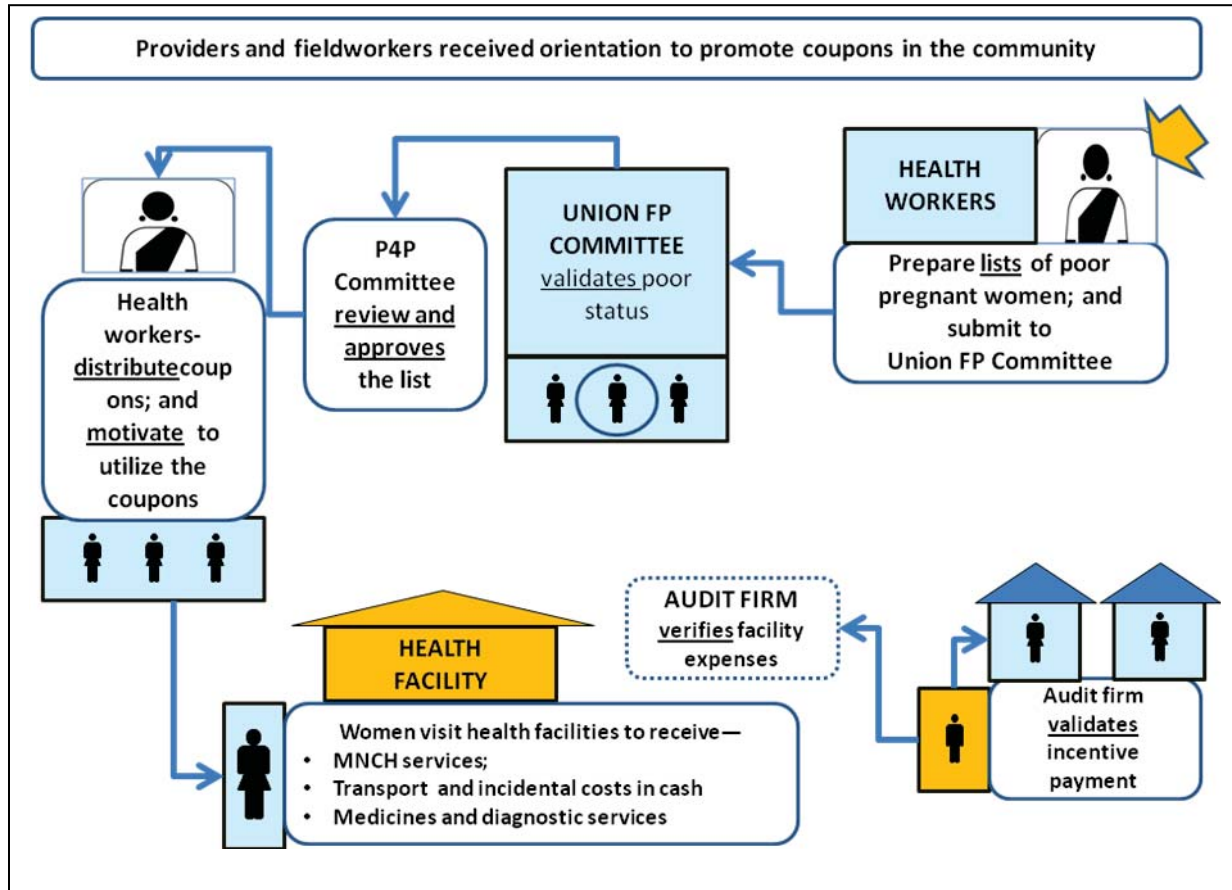 Providers and fieldworkers received orientation to promote coupons in the community
HEALTH
WORKERS
Prepare lists of poor
pregnant women; and
submit to
Union FP Committee
UNION FP
COMMITTEE
validates poor
status
P4P
Committee
review and
approves
the list
Health
workers-
distributecoup
ons; and
motivate to
utilize the
coupons
HEALTH
FACILITY
Women visit health facilities to receive—
• MNCH services;
• Transport and incidental costs in cash
• Medicines and diagnostic services
AUDIT FIRM
verifies facility
expenses
Audit firm
validates
incentive
payment